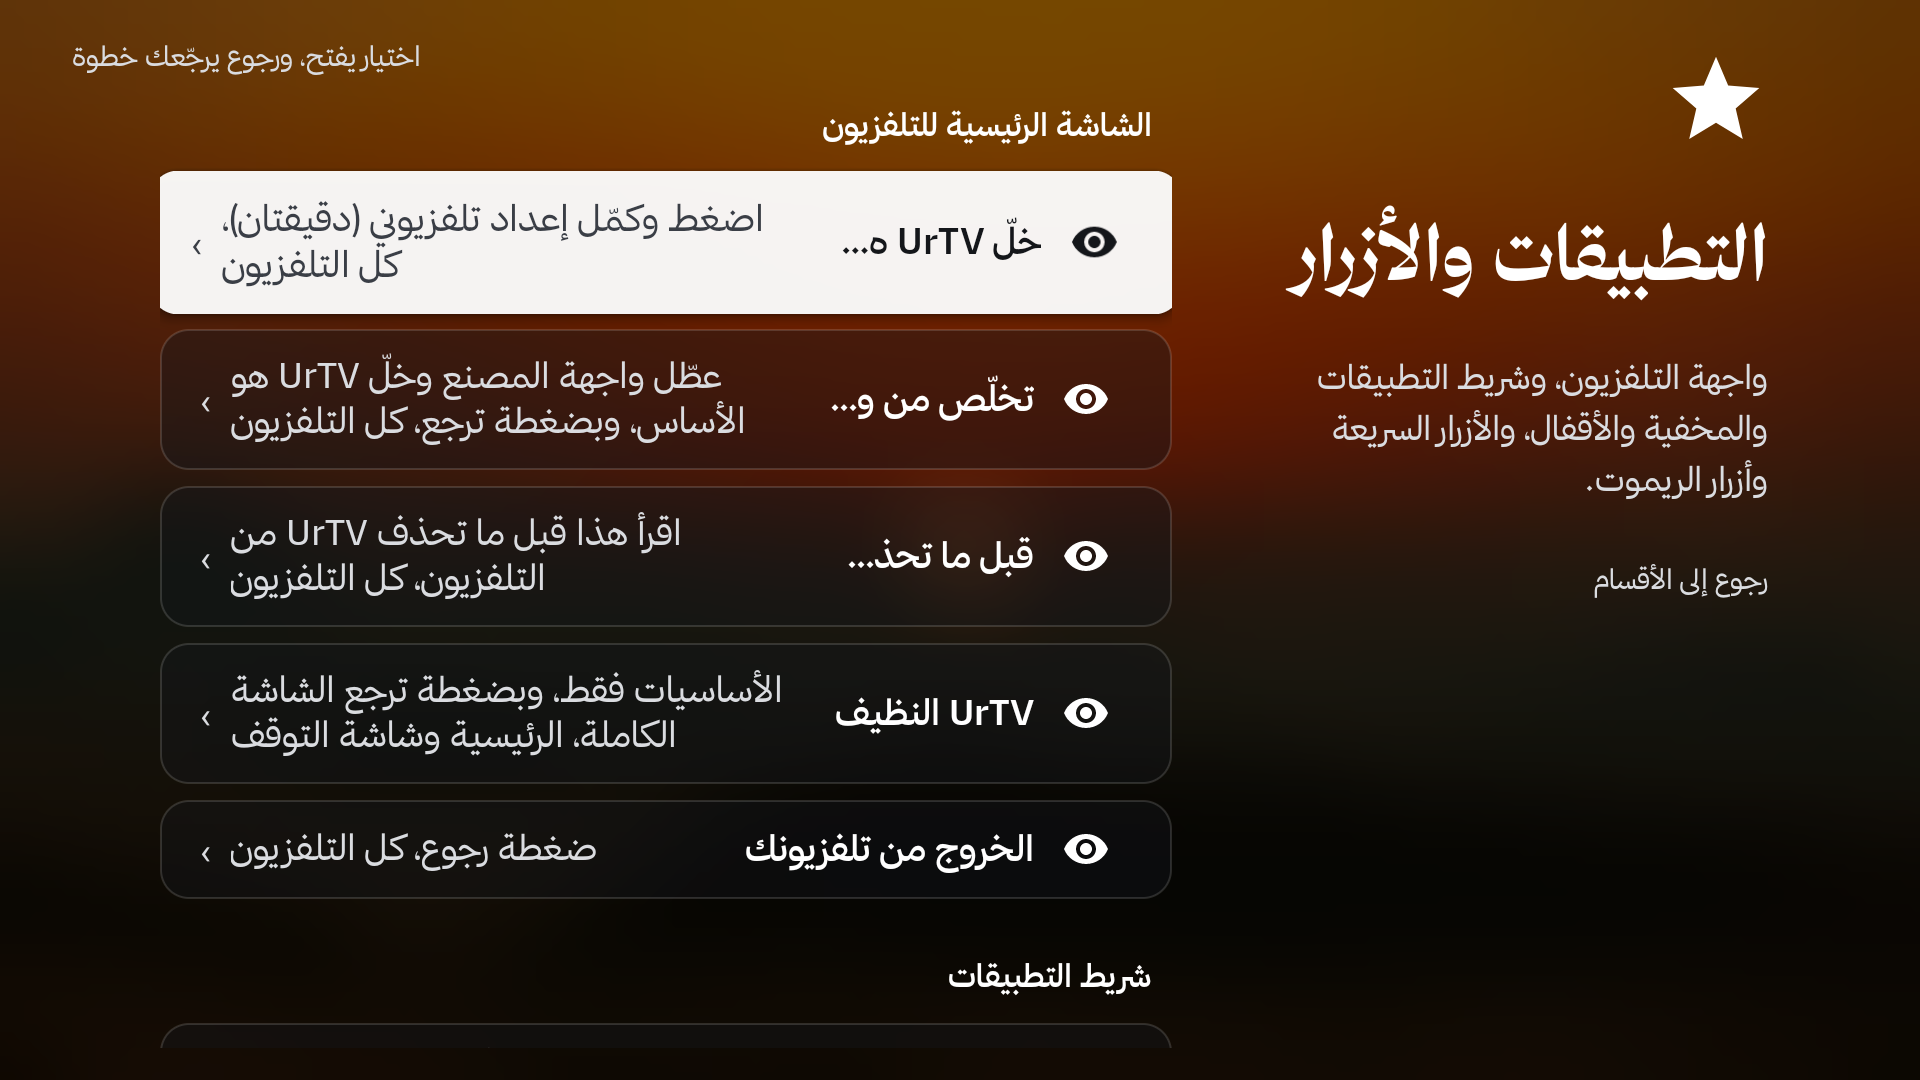 اختيار يفتح، ورجوع يرجّعك خطوة
التطبيقات والأزرار
واجهة التلفزيون، وشريط التطبيقات
والمخفية والأقفال، والأزرار السريعة
وأزرار الريموت.
رجوع إلى الأقسام
الشاشة الرئيسية للتلفزيون
خلّ UrTV ه...
اضغط وكمّل إعداد تلفزيوني (دقيقتان)،
كل التلفزيون
تخلّص من و...
عطّل واجهة المصنع وخلّ UrTV هو
الأساس، وبضغطة ترجع، كل التلفزيون
قبل ما تحذ...
اقرأ هذا قبل ما تحذف UrTV من
التلفزيون، كل التلفزيون
UrTV النظيف
الأساسيات فقط، وبضغطة ترجع الشاشة
الكاملة، الرئيسية وشاشة التوقف
الخروج من تلفزيونك
ضغطة رجوع، كل التلفزيون
شريط التطبيقات